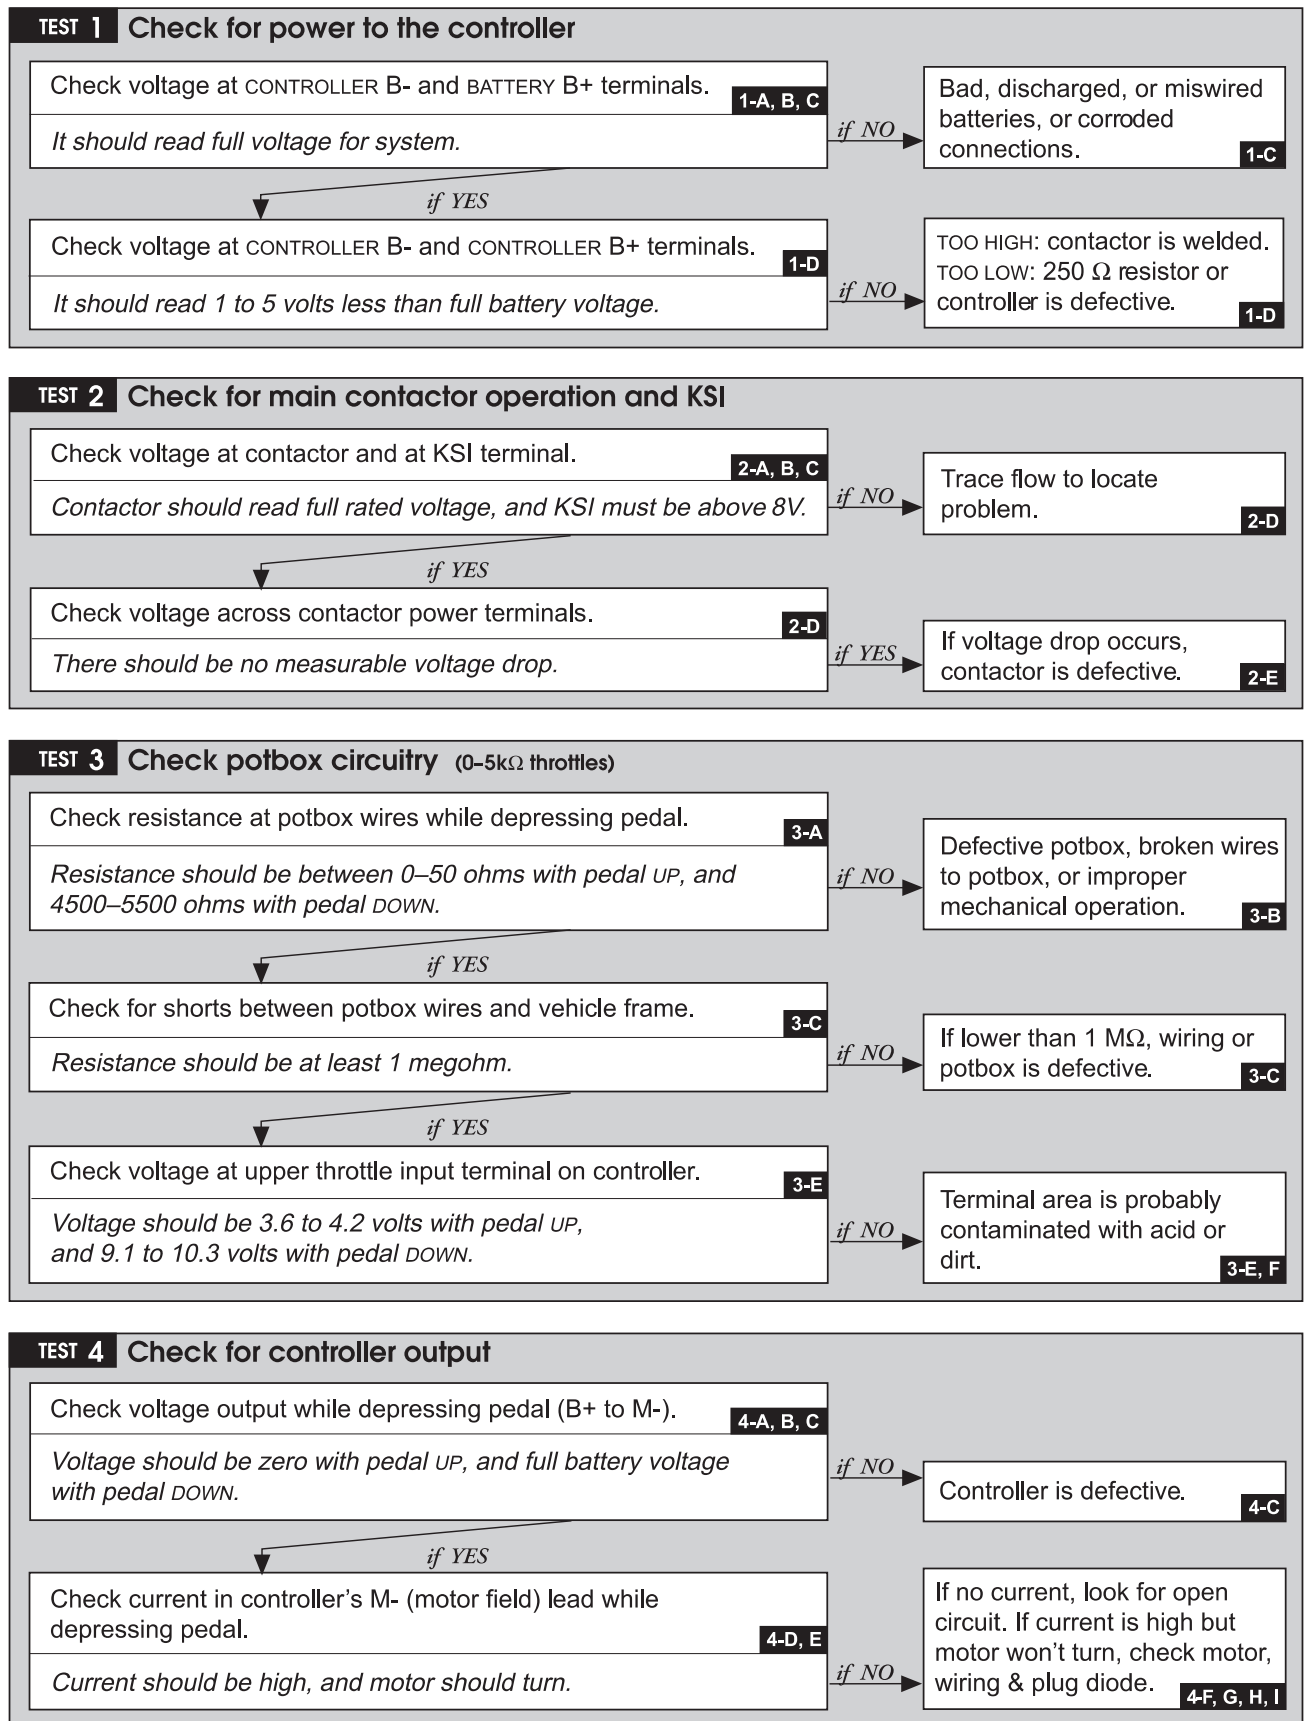 TEST 1 Check for power to the controller
Check voltage at CONTROLLER B- and BATTERY B+ terminals.
1-A, B, C
It should read full voltage for system.
if NO
Bad, discharged, or miswired
batteries, or corroded
connections.
1-C
if YES
Check voltage at CONTROLLER B- and CONTROLLER B+ terminals.
1-D
It should read 1 to 5 volts less than full battery voltage.
if NO
TOO HIGH: contactor is welded.
TOO LOW: 250 Ω resistor or
controller is defective.
1-D
TEST 2 Check for main contactor operation and KSI
Check voltage at contactor and at KSI terminal.
2-A, B, C
Contactor should read full rated voltage, and KSI must be above 8V.
if NO
Trace flow to locate
problem.
2-D
if YES
Check voltage across contactor power terminals.
2-D
There should be no measurable voltage drop.
if YES
If voltage drop occurs,
contactor is defective.
2-E
TEST 3 Check potbox circuitry (0–5kΩ throttles)
Check resistance at potbox wires while depressing pedal.
3-A
Resistance should be between 0–50 ohms with pedal UP, and
4500–5500 ohms with pedal DOWN.
if NO
Defective potbox, broken wires
to potbox, or improper
mechanical operation.
3-B
if YES
Check for shorts between potbox wires and vehicle frame.
3-C
Resistance should be at least 1 megohm.
if NO
If lower than 1 MΩ, wiring or
potbox is defective.
3-C
if YES
Check voltage at upper throttle input terminal on controller.
3-E
Voltage should be 3.6 to 4.2 volts with pedal UP,
and 9.1 to 10.3 volts with pedal DOWN.
if NO
Terminal area is probably
contaminated with acid or
dirt.
3-E, F
TEST 4 Check for controller output
Check voltage output while depressing pedal (B+ to M-).
4-A, B, C
Voltage should be zero with pedal UP, and full battery voltage
with pedal DOWN.
if NO
Controller is defective.
4-C
if YES
Check current in controller's M- (motor field) lead while
depressing pedal.
4-D, E
Current should be high, and motor should turn.
if NO
If no current, look for open
circuit. If current is high but
motor won't turn, check motor,
wiring & plug diode.
4-F, G, H, I